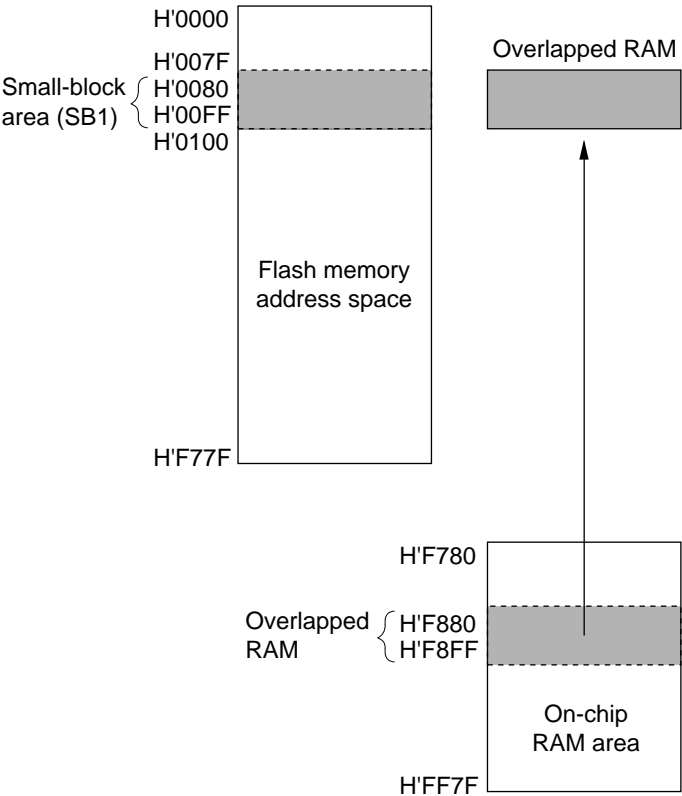 H'0000
H'007F
Overlapped RAM
Small-block
area (SB1)
H'0080
H'00FF
H'0100
Flash memory
address space
H'F77F
H'F780
Overlapped
RAM
H'F880
H'F8FF
On-chip
RAM area
H'FF7F